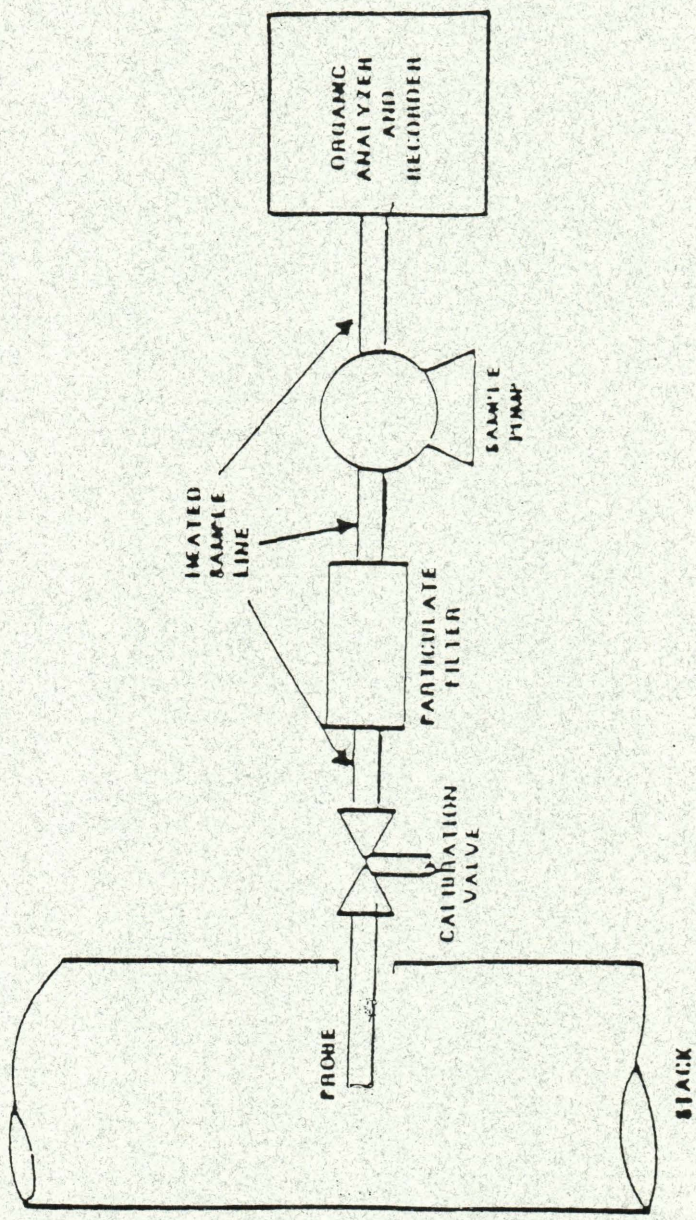 ORGANIC
ANALYZER
AND
RECORDER
HEATED
SAMPLE
LINE
SAMPLE
PUMP
PARTICULATE
FILTER
CALIBRATION
VALVE
PROBE
STACK